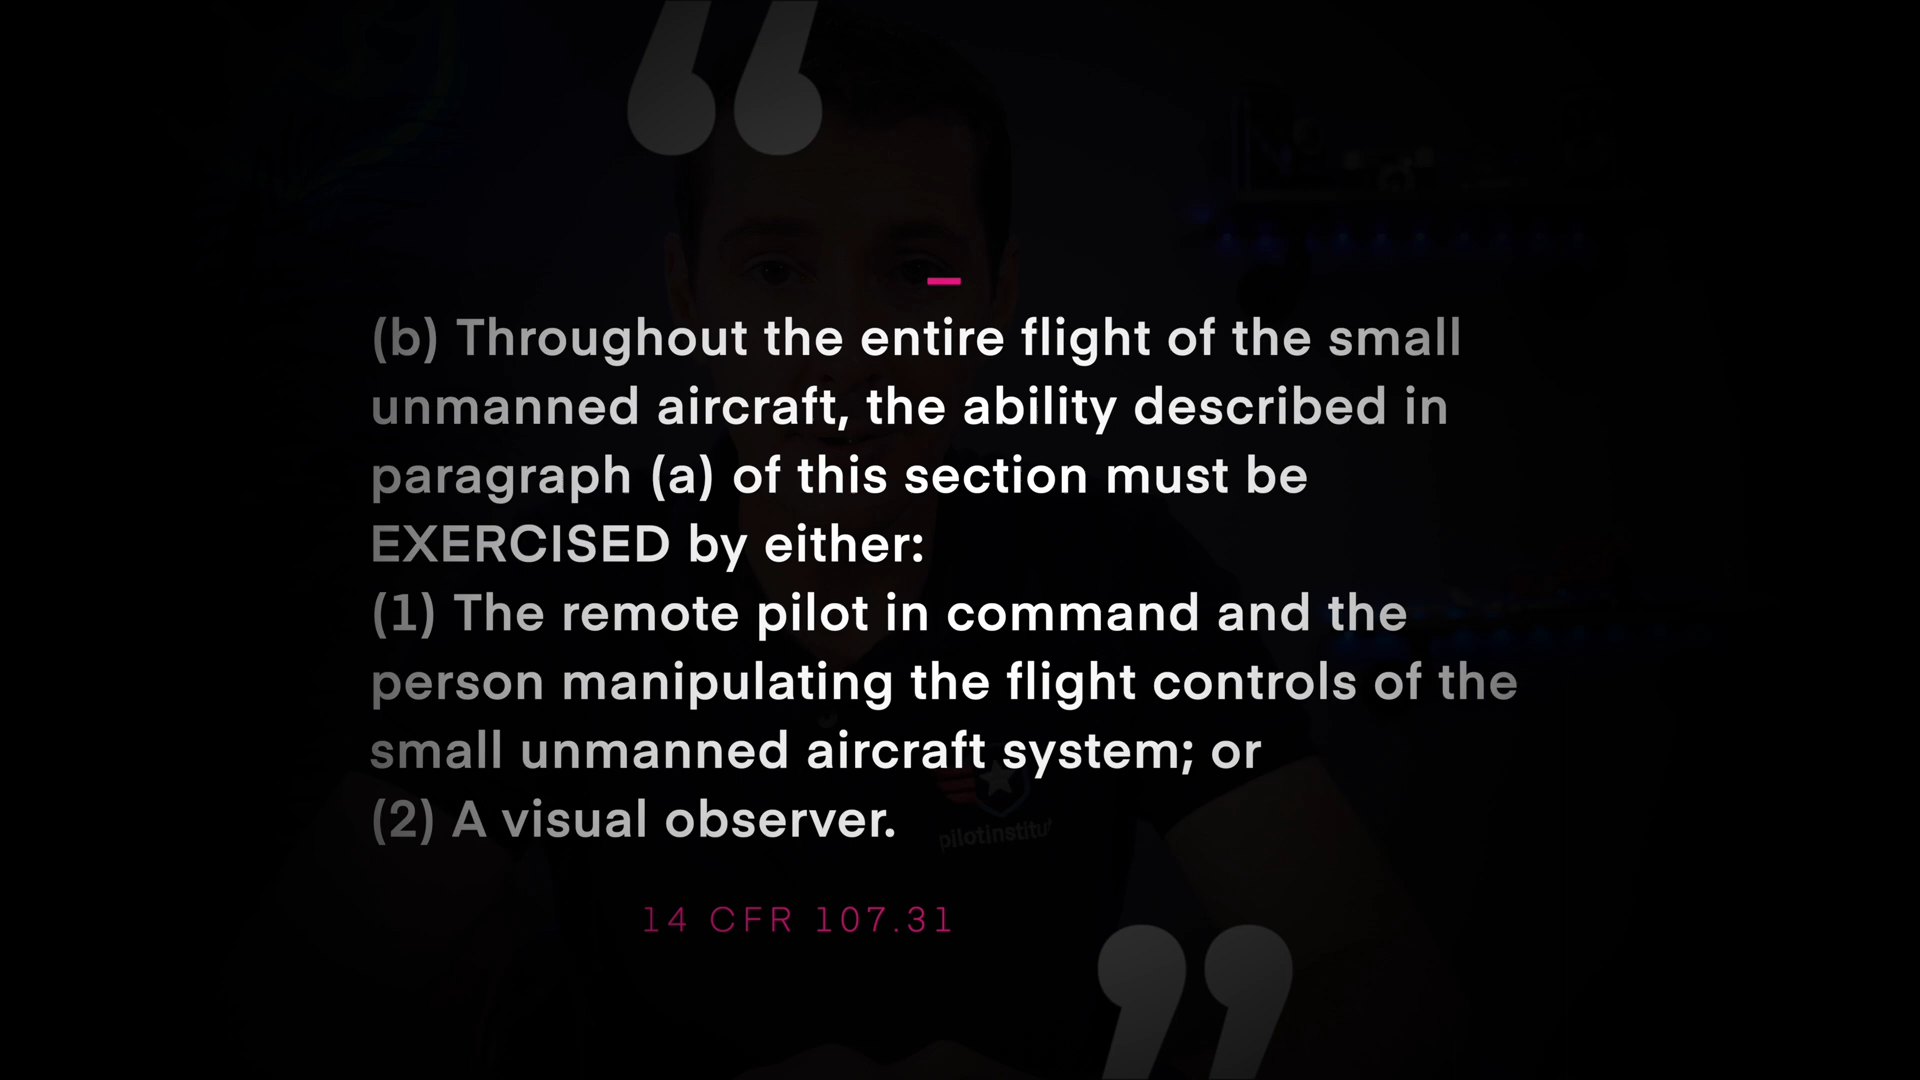 (b) Throughout the entire flight of the small
unmanned aircraft, the ability described in
paragraph (a) of this section must be
EXERCISED by either:
(1) The remote pilot in command and the
person manipulating the flight controls of the
small unmanned aircraft system; or
(2) A visual observer.
pilotinstitut
14 CFR 107.31